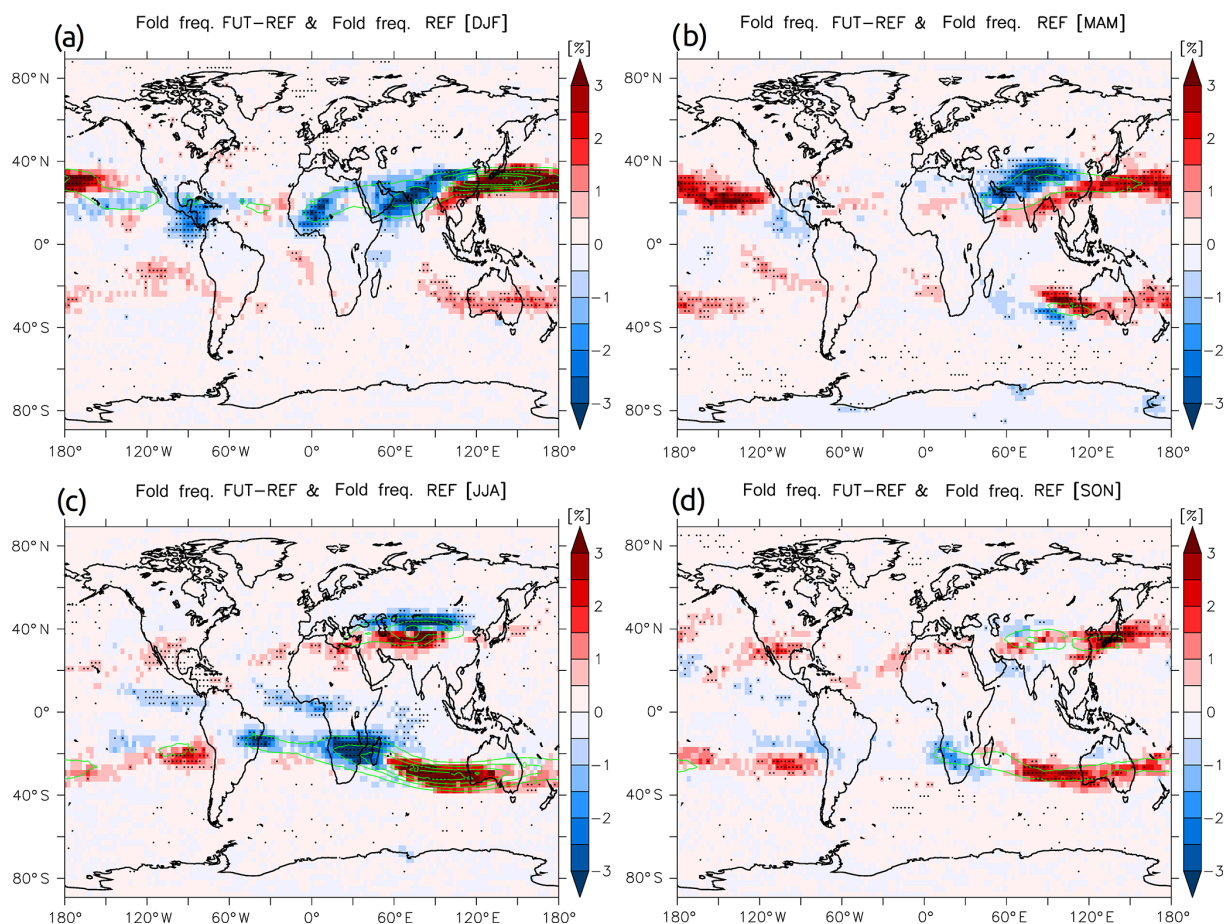 (a) Fold freq. FUT-REF & Fold freq. REF [DJF]
[%]
80°N
40°N
0°
40°S
80°S
180° 120°W 60°W 0° 60°E 120°E 180°
3
2
1
0
-1
-2
-3
(b) Fold freq. FUT-REF & Fold freq. REF [MAM]
[%]
80°N
40°N
0°
40°S
80°S
180° 120°W 60°W 0° 60°E 120°E 180°
3
2
1
0
-1
-2
-3
(c) Fold freq. FUT-REF & Fold freq. REF [JJA]
[%]
80°N
40°N
0°
40°S
80°S
180° 120°W 60°W 0° 60°E 120°E 180°
3
2
1
0
-1
-2
-3
(d) Fold freq. FUT-REF & Fold freq. REF [SON]
[%]
80°N
40°N
0°
40°S
80°S
180° 120°W 60°W 0° 60°E 120°E 180°
3
2
1
0
-1
-2
-3